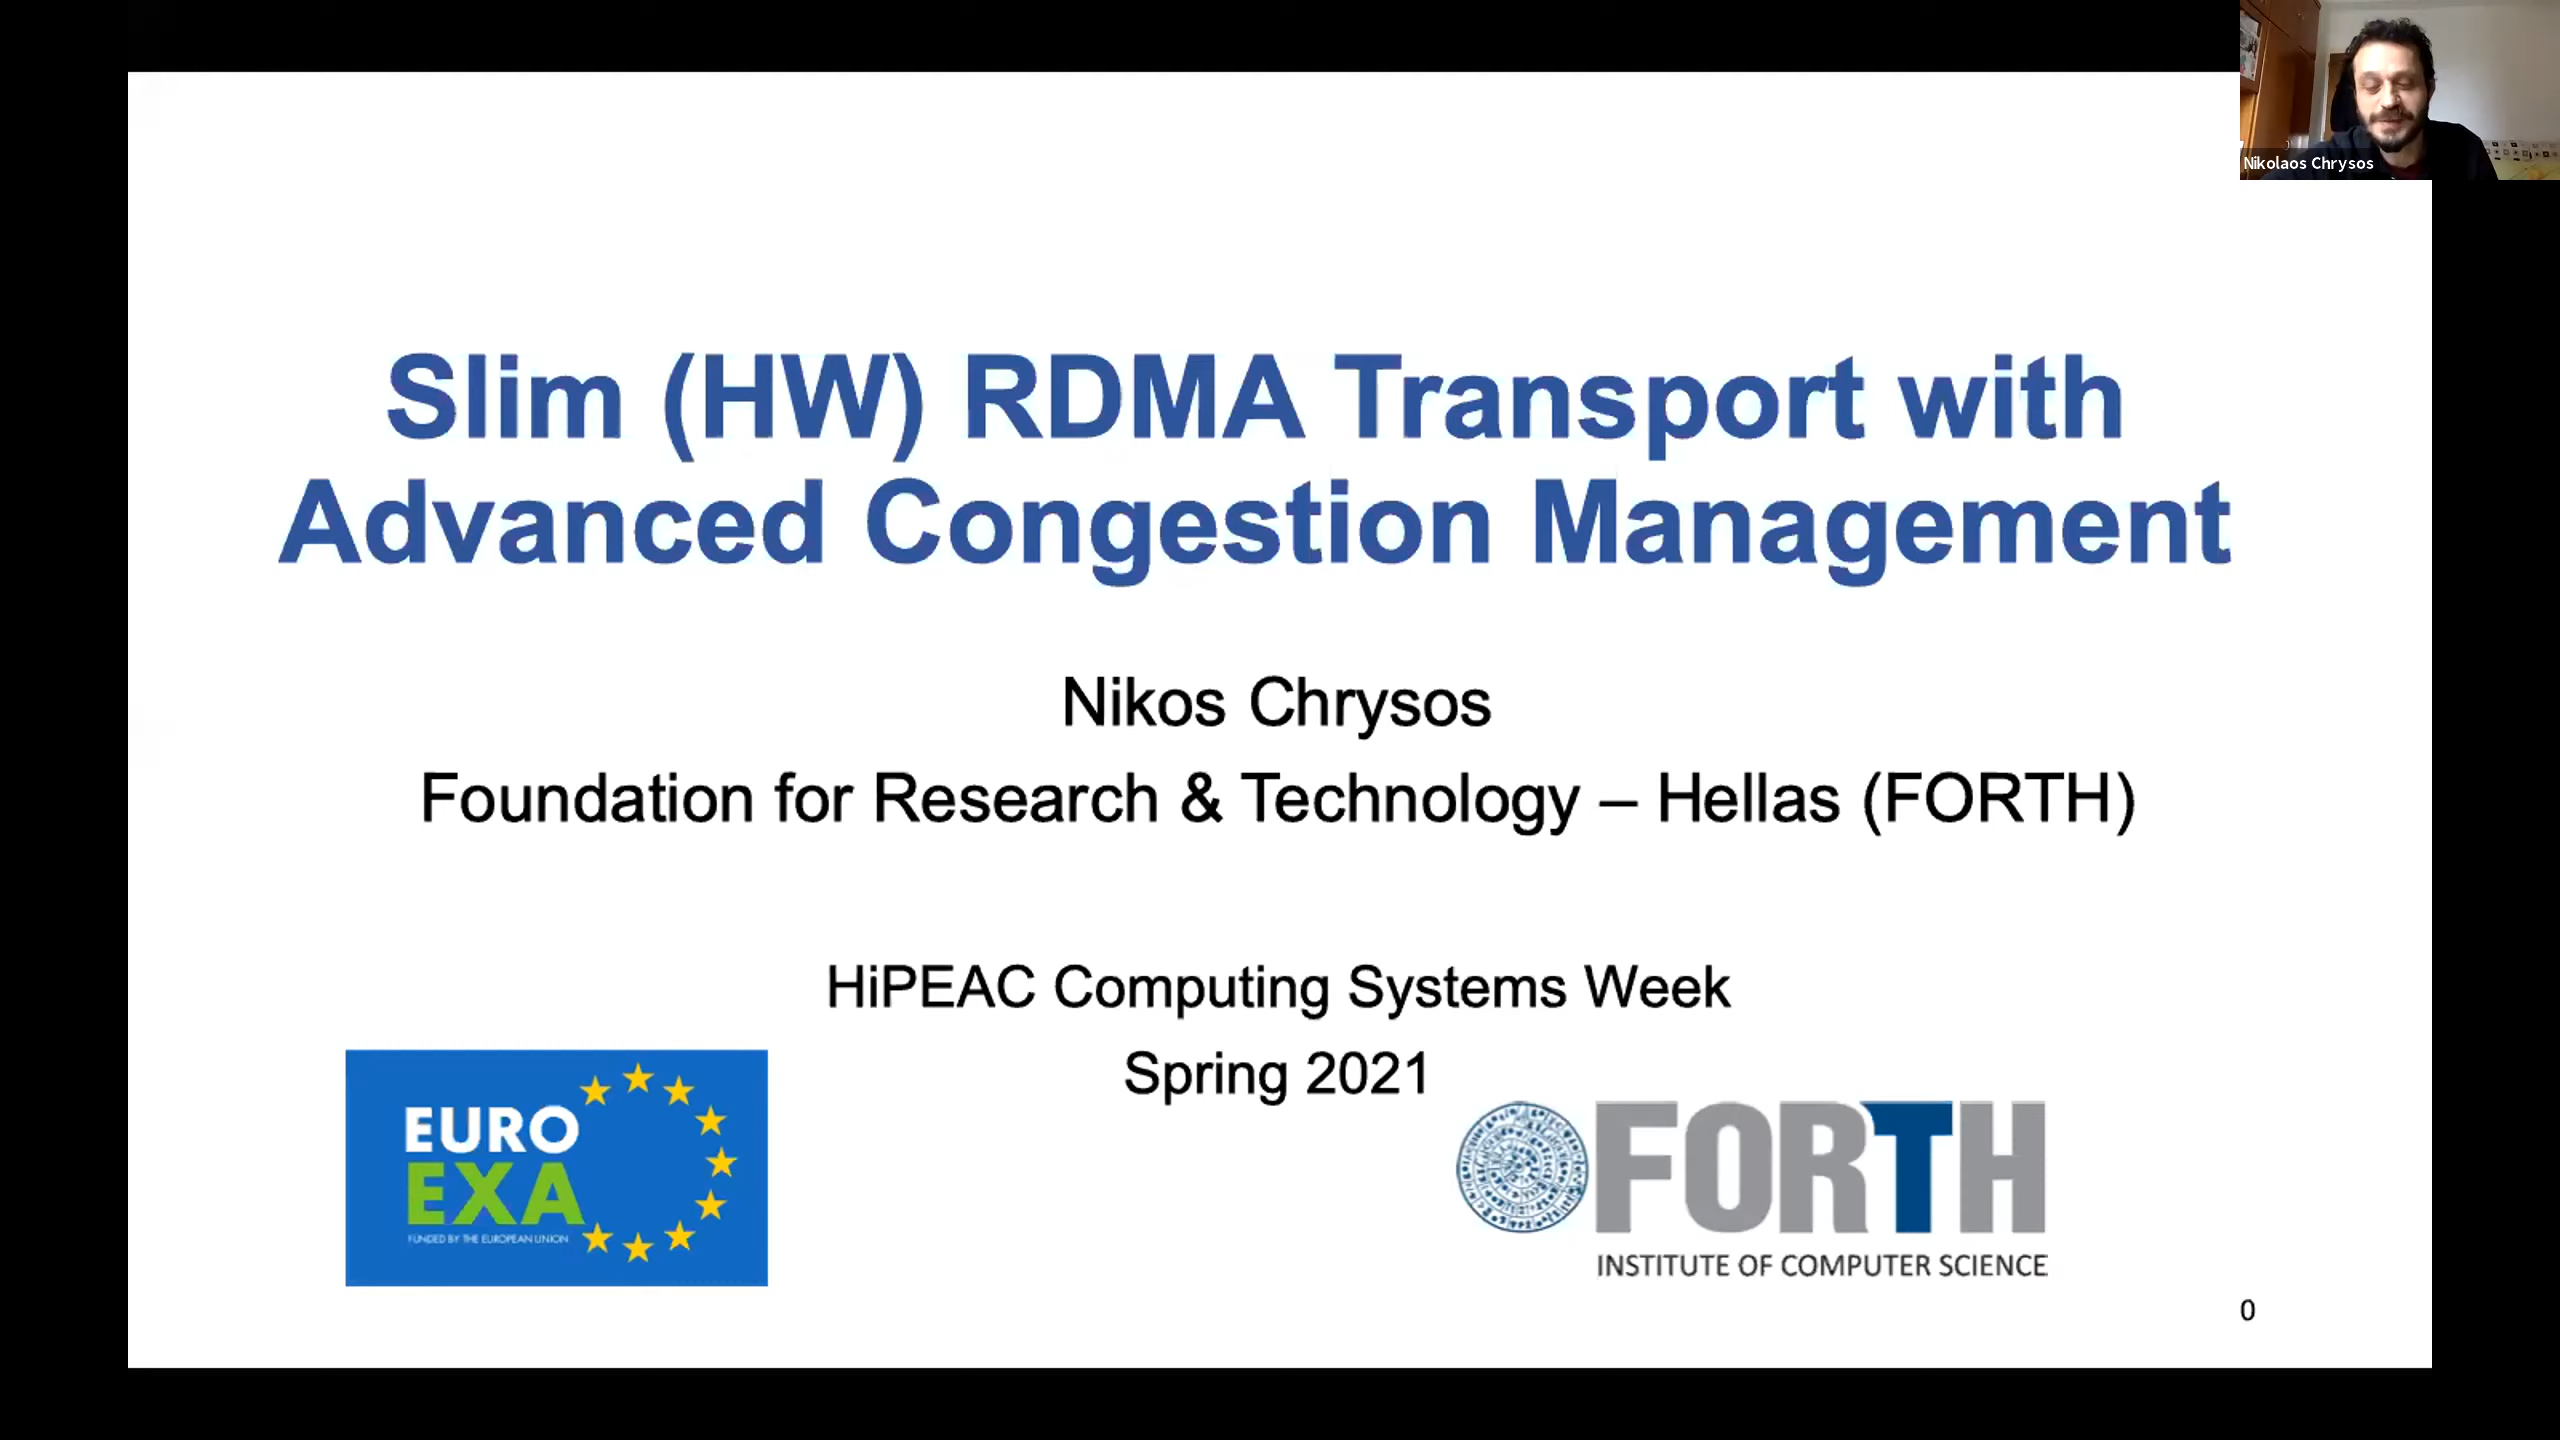 Nikolaos Chrysos
Slim (HW) RDMA Transport with
Advanced Congestion Management
Nikos Chrysos
Foundation for Research & Technology – Hellas (FORTH)
HiPEAC Computing Systems Week
Spring 2021
EURO
EXA
FUNDED BY THE EUROPEAN UNION
FORTH
INSTITUTE OF COMPUTER SCIENCE
0